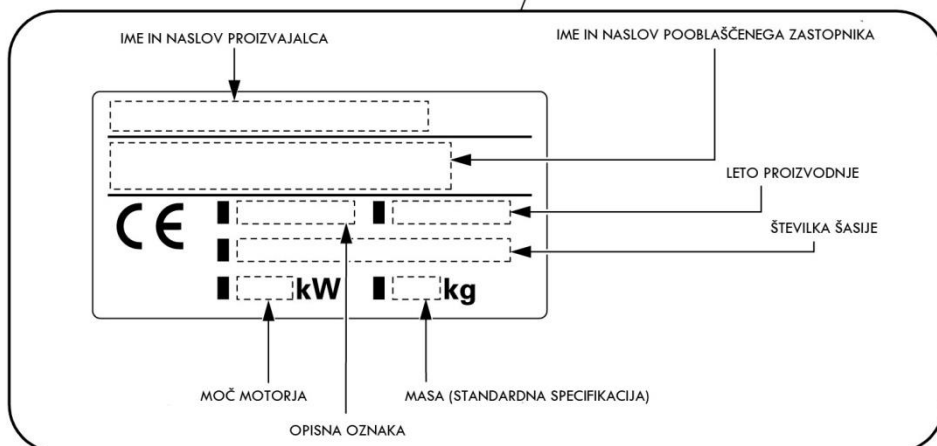 IME IN NASLOV PROIZVAJALCA
IME IN NASLOV POOBLAŠČENEGA ZASTOPNIKA
LETO PROIZVODNJE
CE
ŠTEVILKA ŠASIJE
kW
kg
MOČ MOTORJA
MASA (STANDARDNA SPECIFIKACIJA)
OPISNA OZNAKA